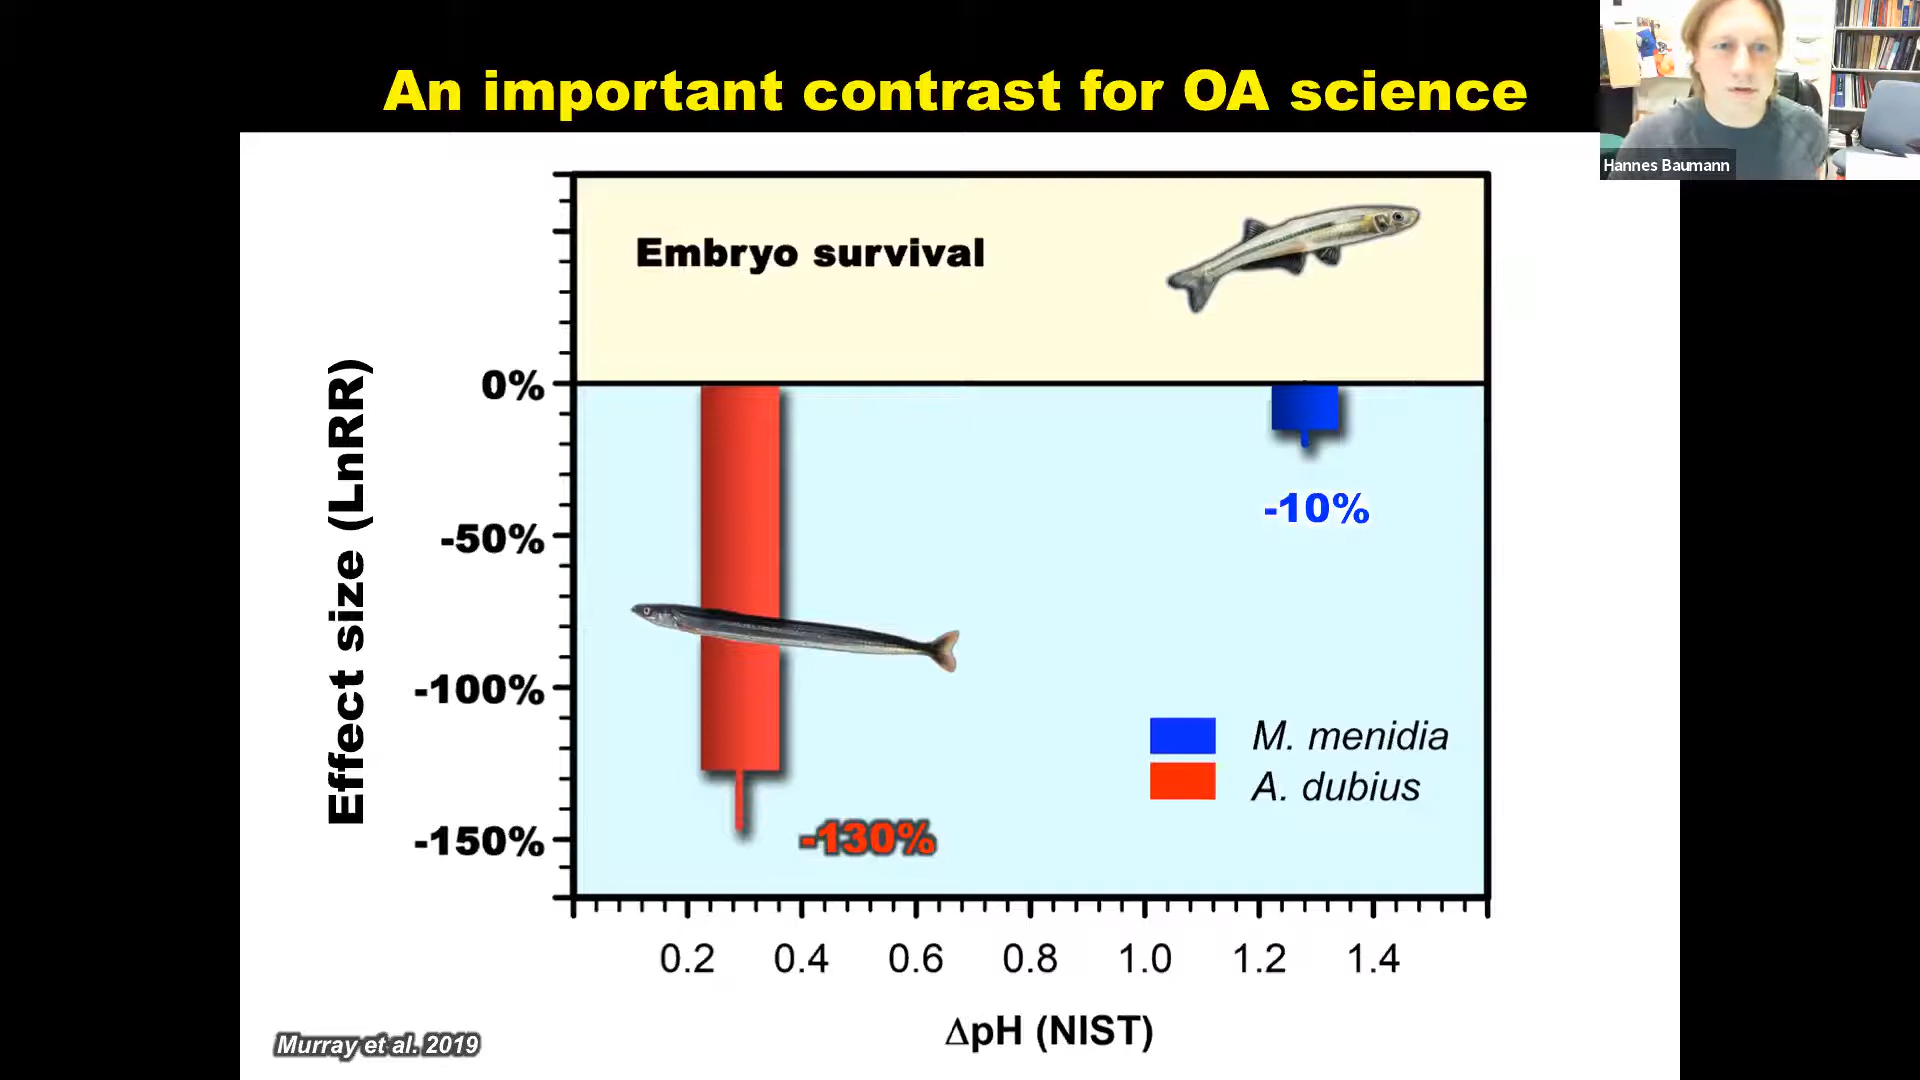 An important contrast for OA science
Hannes Baumann
Embryo survival
Effect size (LnRR)
0%
-50%
-100%
-150%
-10%
-130%
M. menidia
A. dubius
0.2 0.4 0.6 0.8 1.0 1.2 1.4
ΔpH (NIST)
Murray et al. 2019